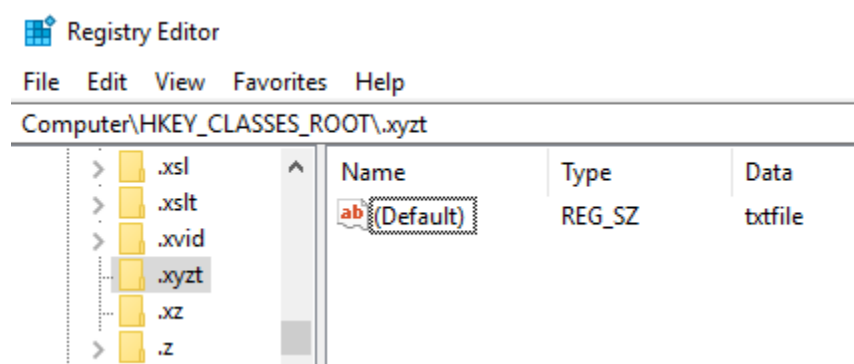 Registry Editor
File Edit View Favorites Help
Computer\HKEY_CLASSES_ROOT\.xyzt
.xsl
.xslt
.xvid
.xyzt
.xz
.z
Name Type Data
ab (Default) REG_SZ txtfile